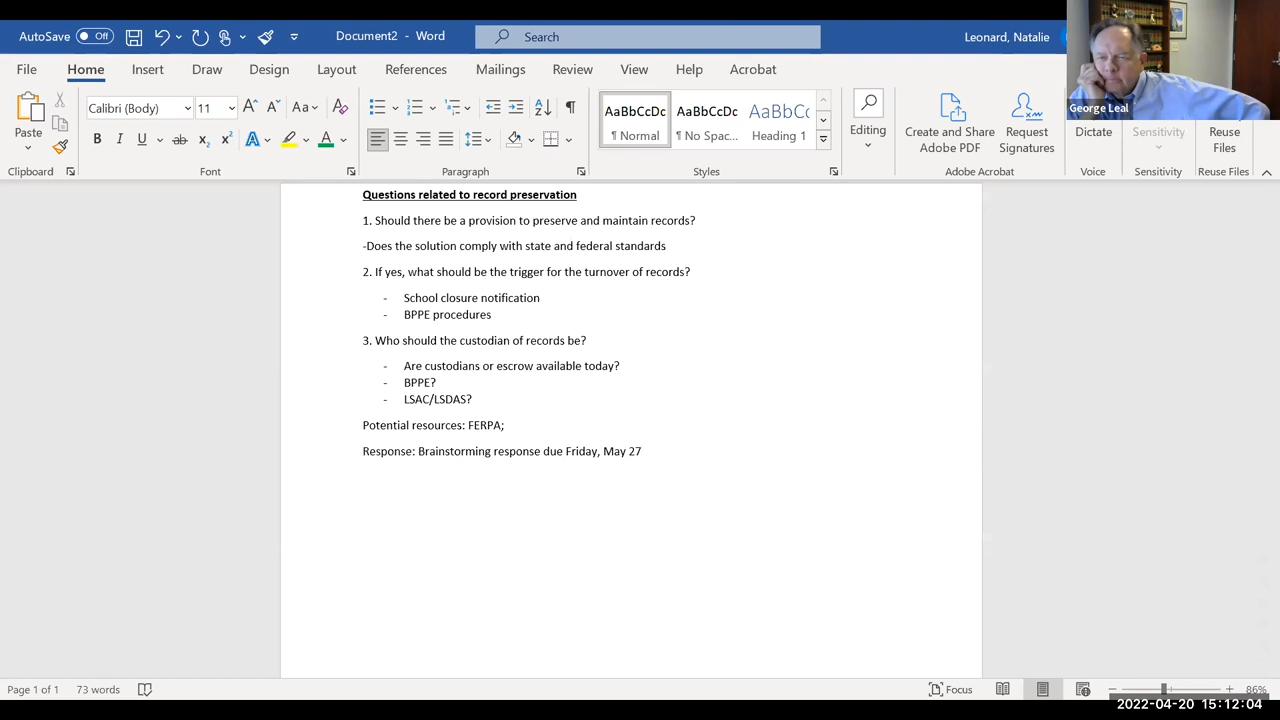 AutoSave Off Document2 - Word Search Leonard, Natalie
File Home Insert Draw Design Layout References Mailings Review View Help Acrobat
George Leal
Paste
Clipboard
Calibri (Body) 11
Font
Paragraph
AaBbCcDc AaBbCcDc AaBbCc
¶ Normal ¶ No Spac... Heading 1
Styles
Editing
Create and Share Adobe PDF
Request Signatures
Adobe Acrobat
Dictate
Voice
Sensitivity
Sensitivity
Reuse Files
Reuse Files
Questions related to record preservation
1. Should there be a provision to preserve and maintain records?
-Does the solution comply with state and federal standards
2. If yes, what should be the trigger for the turnover of records?
- School closure notification
- BPPE procedures
3. Who should the custodian of records be?
- Are custodians or escrow available today?
- BPPE?
- LSAC/LSDAS?
Potential resources: FERPA;
Response: Brainstorming response due Friday, May 27
Page 1 of 1 73 words Focus 86%
2022-04-20 15:12:04